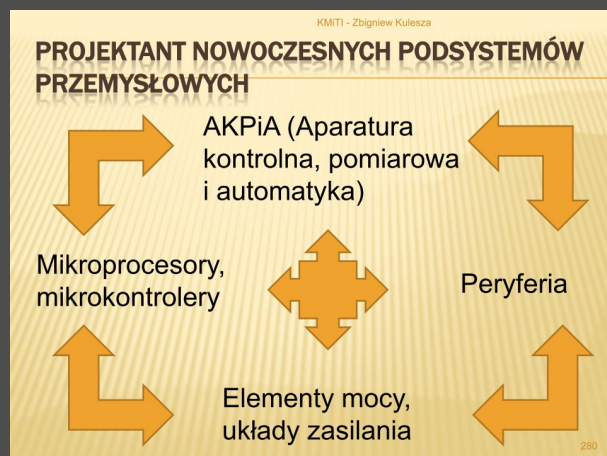 KMiTI - Zbigniew Kulesza
PROJEKTANT NOWOCZESNYCH PODSYSTEMÓW
PRZEMYSŁOWYCH
AKPiA (Aparatura
kontrolna, pomiarowa
i automatyka)
Mikroprocesory,
mikrokontrolery
Peryferia
Elementy mocy,
układy zasilania
280